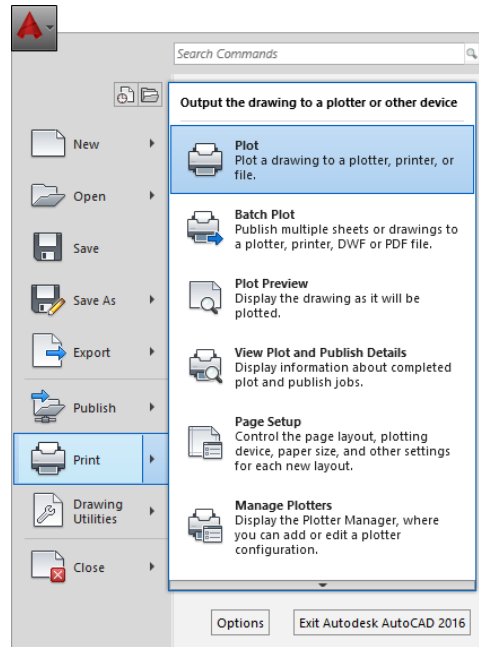 Search Commands
Output the drawing to a plotter or other device
New
Open
Save
Save As
Export
Publish
Print
Drawing
Utilities
Close
Plot
Plot a drawing to a plotter, printer, or
file.
Batch Plot
Publish multiple sheets or drawings to
a plotter, printer, DWF or PDF file.
Plot Preview
Display the drawing as it will be
plotted.
View Plot and Publish Details
Display information about completed
plot and publish jobs.
Page Setup
Control the page layout, plotting
device, paper size, and other settings
for each new layout.
Manage Plotters
Display the Plotter Manager, where
you can add or edit a plotter
configuration.
Options
Exit Autodesk AutoCAD 2016